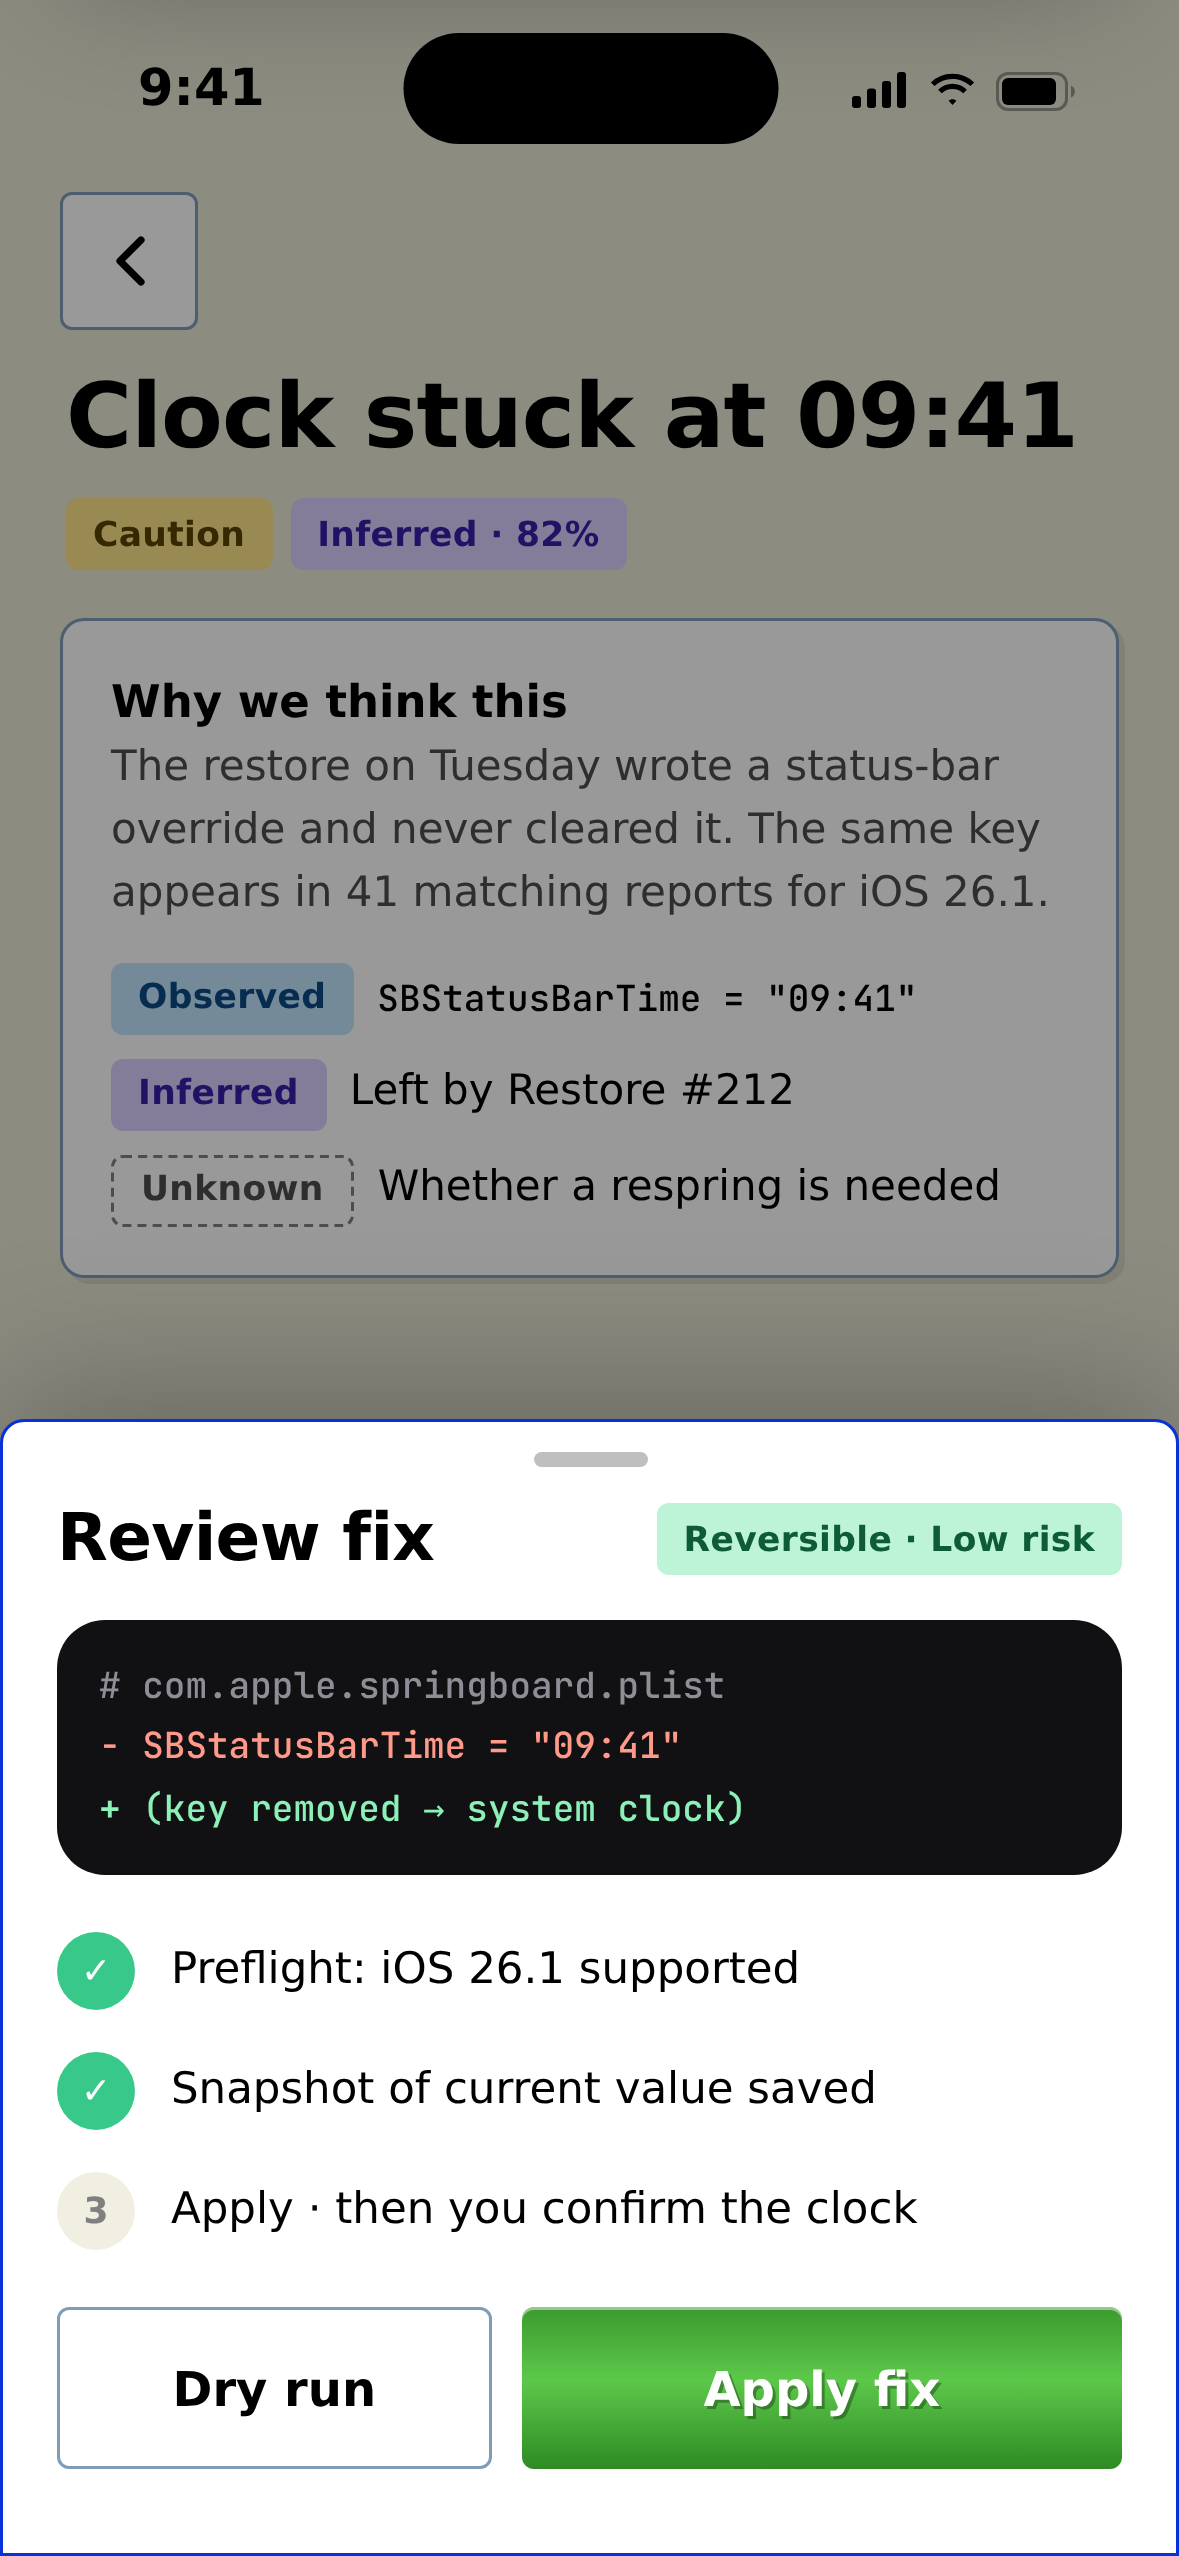 9:41
Clock stuck at 09:41
Caution
Inferred · 82%
Why we think this
The restore on Tuesday wrote a status-bar
override and never cleared it. The same key
appears in 41 matching reports for iOS 26.1.
Observed SBStatusBarTime = "09:41"
Inferred Left by Restore #212
Unknown Whether a respring is needed
Review fix
Reversible · Low risk
# com.apple.springboard.plist
- SBStatusBarTime = "09:41"
+ (key removed → system clock)
✓ Preflight: iOS 26.1 supported
✓ Snapshot of current value saved
3 Apply · then you confirm the clock
Dry run
Apply fix